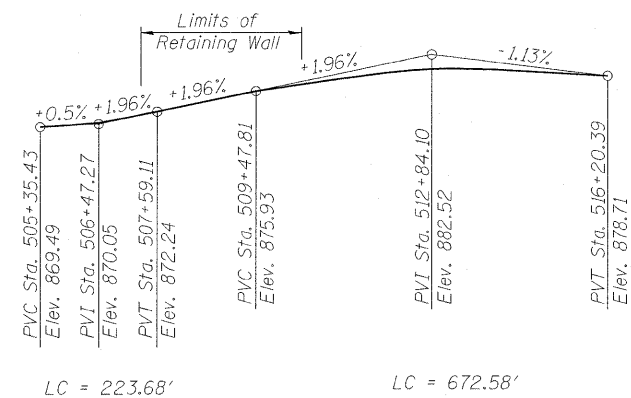 Limits of
Retaining Wall
+0.5%
+1.96%
+1.96%
+1.96%
-1.13%
PVC Sta. 505+35.43
Elev. 869.49
PVI Sta. 506+47.27
Elev. 870.05
PVT Sta. 507+59.11
Elev. 872.24
PVC Sta. 509+47.81
Elev. 875.93
PVI Sta. 512+84.10
Elev. 882.52
PVT Sta. 516+20.39
Elev. 878.71
LC = 223.68'
LC = 672.58'